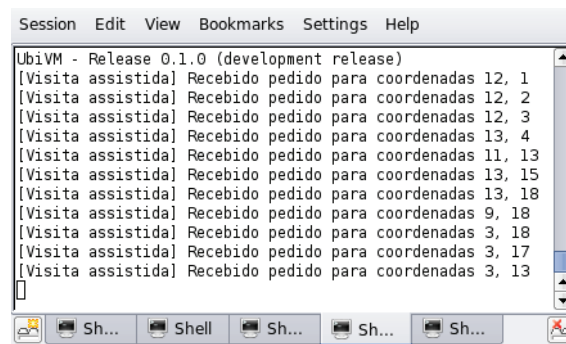 Session Edit View Bookmarks Settings Help
UbiVM - Release 0.1.0 (development release)
[Visita assistida] Recebido pedido para coordenadas 12, 1
[Visita assistida] Recebido pedido para coordenadas 12, 2
[Visita assistida] Recebido pedido para coordenadas 12, 3
[Visita assistida] Recebido pedido para coordenadas 13, 4
[Visita assistida] Recebido pedido para coordenadas 11, 13
[Visita assistida] Recebido pedido para coordenadas 13, 15
[Visita assistida] Recebido pedido para coordenadas 13, 18
[Visita assistida] Recebido pedido para coordenadas 9, 18
[Visita assistida] Recebido pedido para coordenadas 3, 18
[Visita assistida] Recebido pedido para coordenadas 3, 17
[Visita assistida] Recebido pedido para coordenadas 3, 13
Sh... Shell Sh... Sh... Sh...